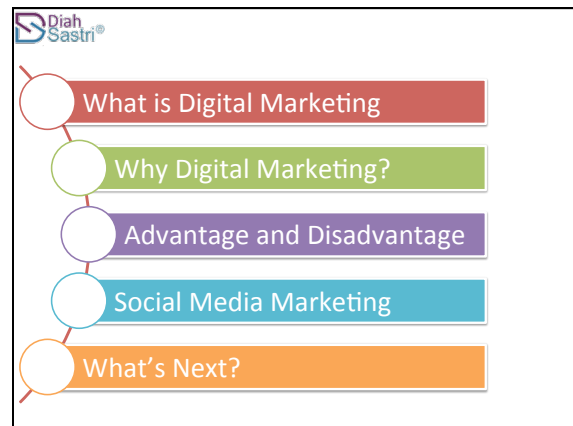 Diah
Sastri®
What is Digital Marketing
Why Digital Marketing?
Advantage and Disadvantage
Social Media Marketing
What's Next?